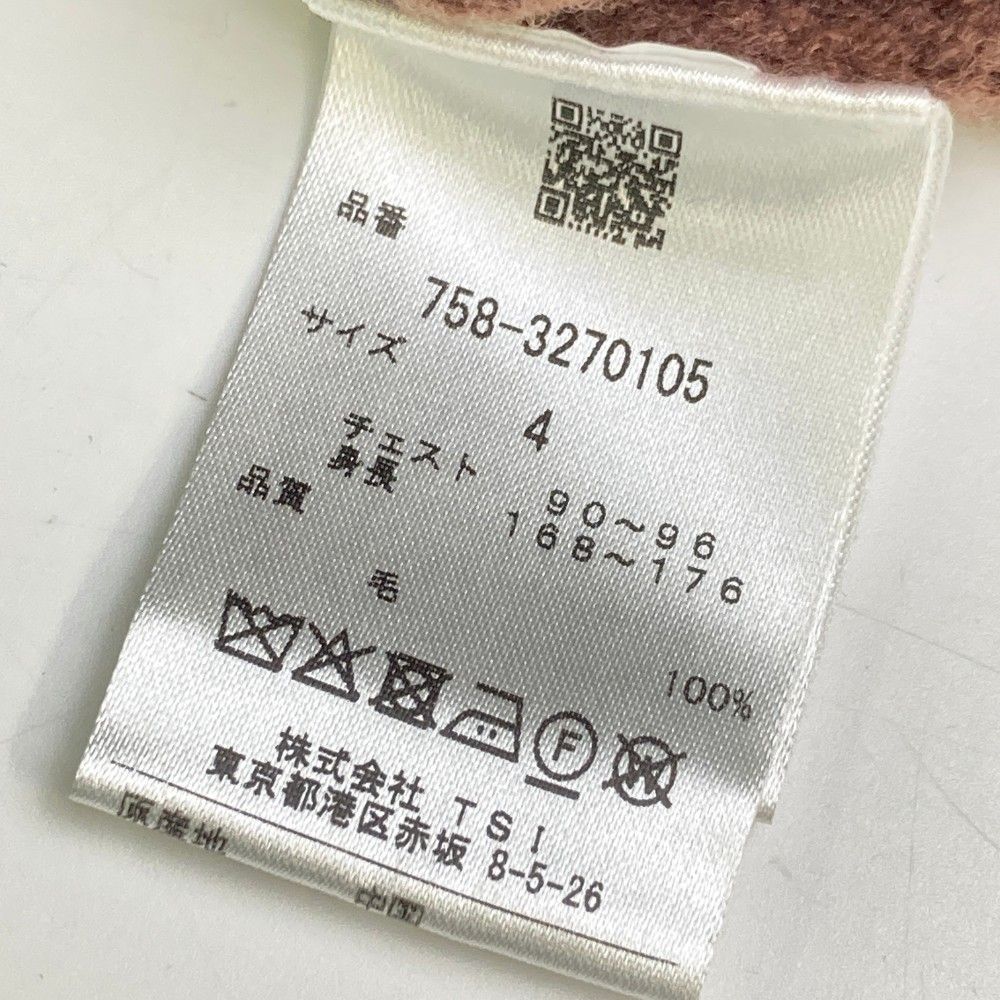 品番
758-3270105
サイズ
4
チェスト 90～96
身長 168～176
品質
毛 100%
F
W
株式会社 TSI
東京都港区赤坂 8-5-26
原産地
中国